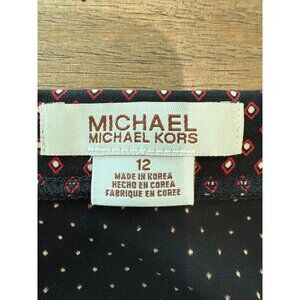 MICHAEL
MICHAEL KORS
12
MADE IN KOREA
HECHO EN COREA
FABRIQUE EN COREE